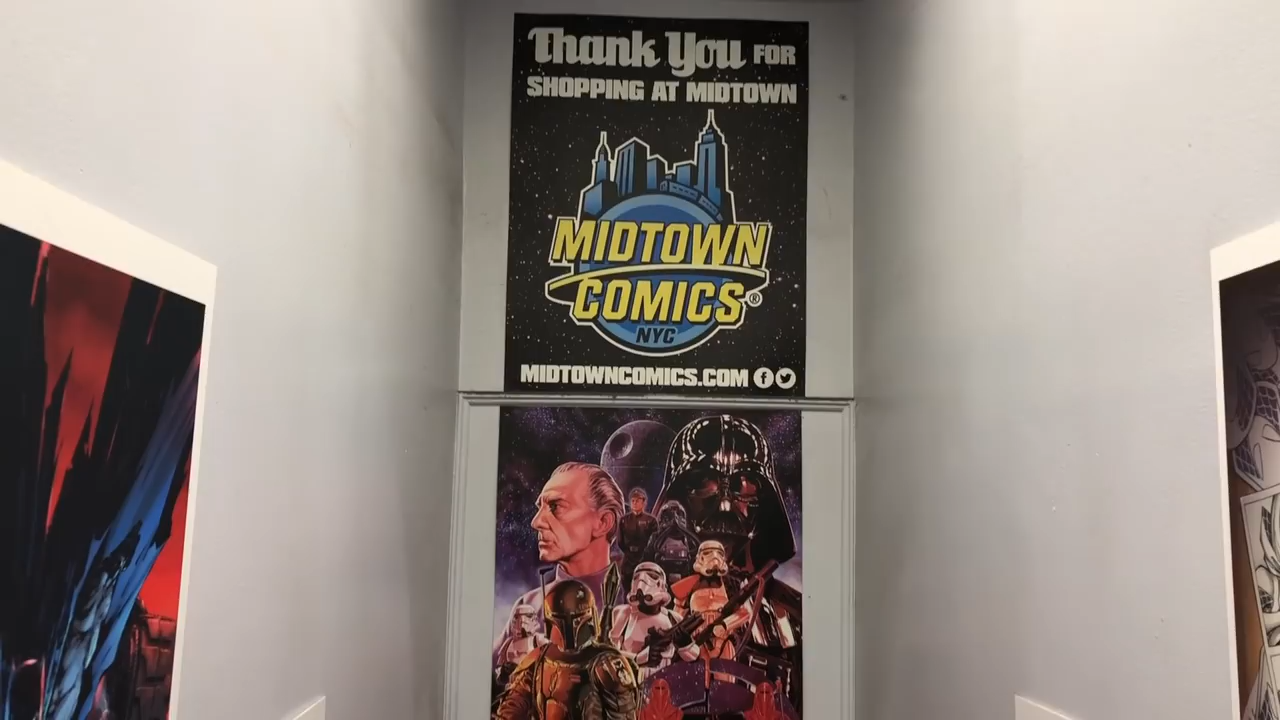 Thank You FOR
SHOPPING AT MIDTOWN
MIDTOWN
COMICS®
NYC
MIDTOWNCOMICS.COM